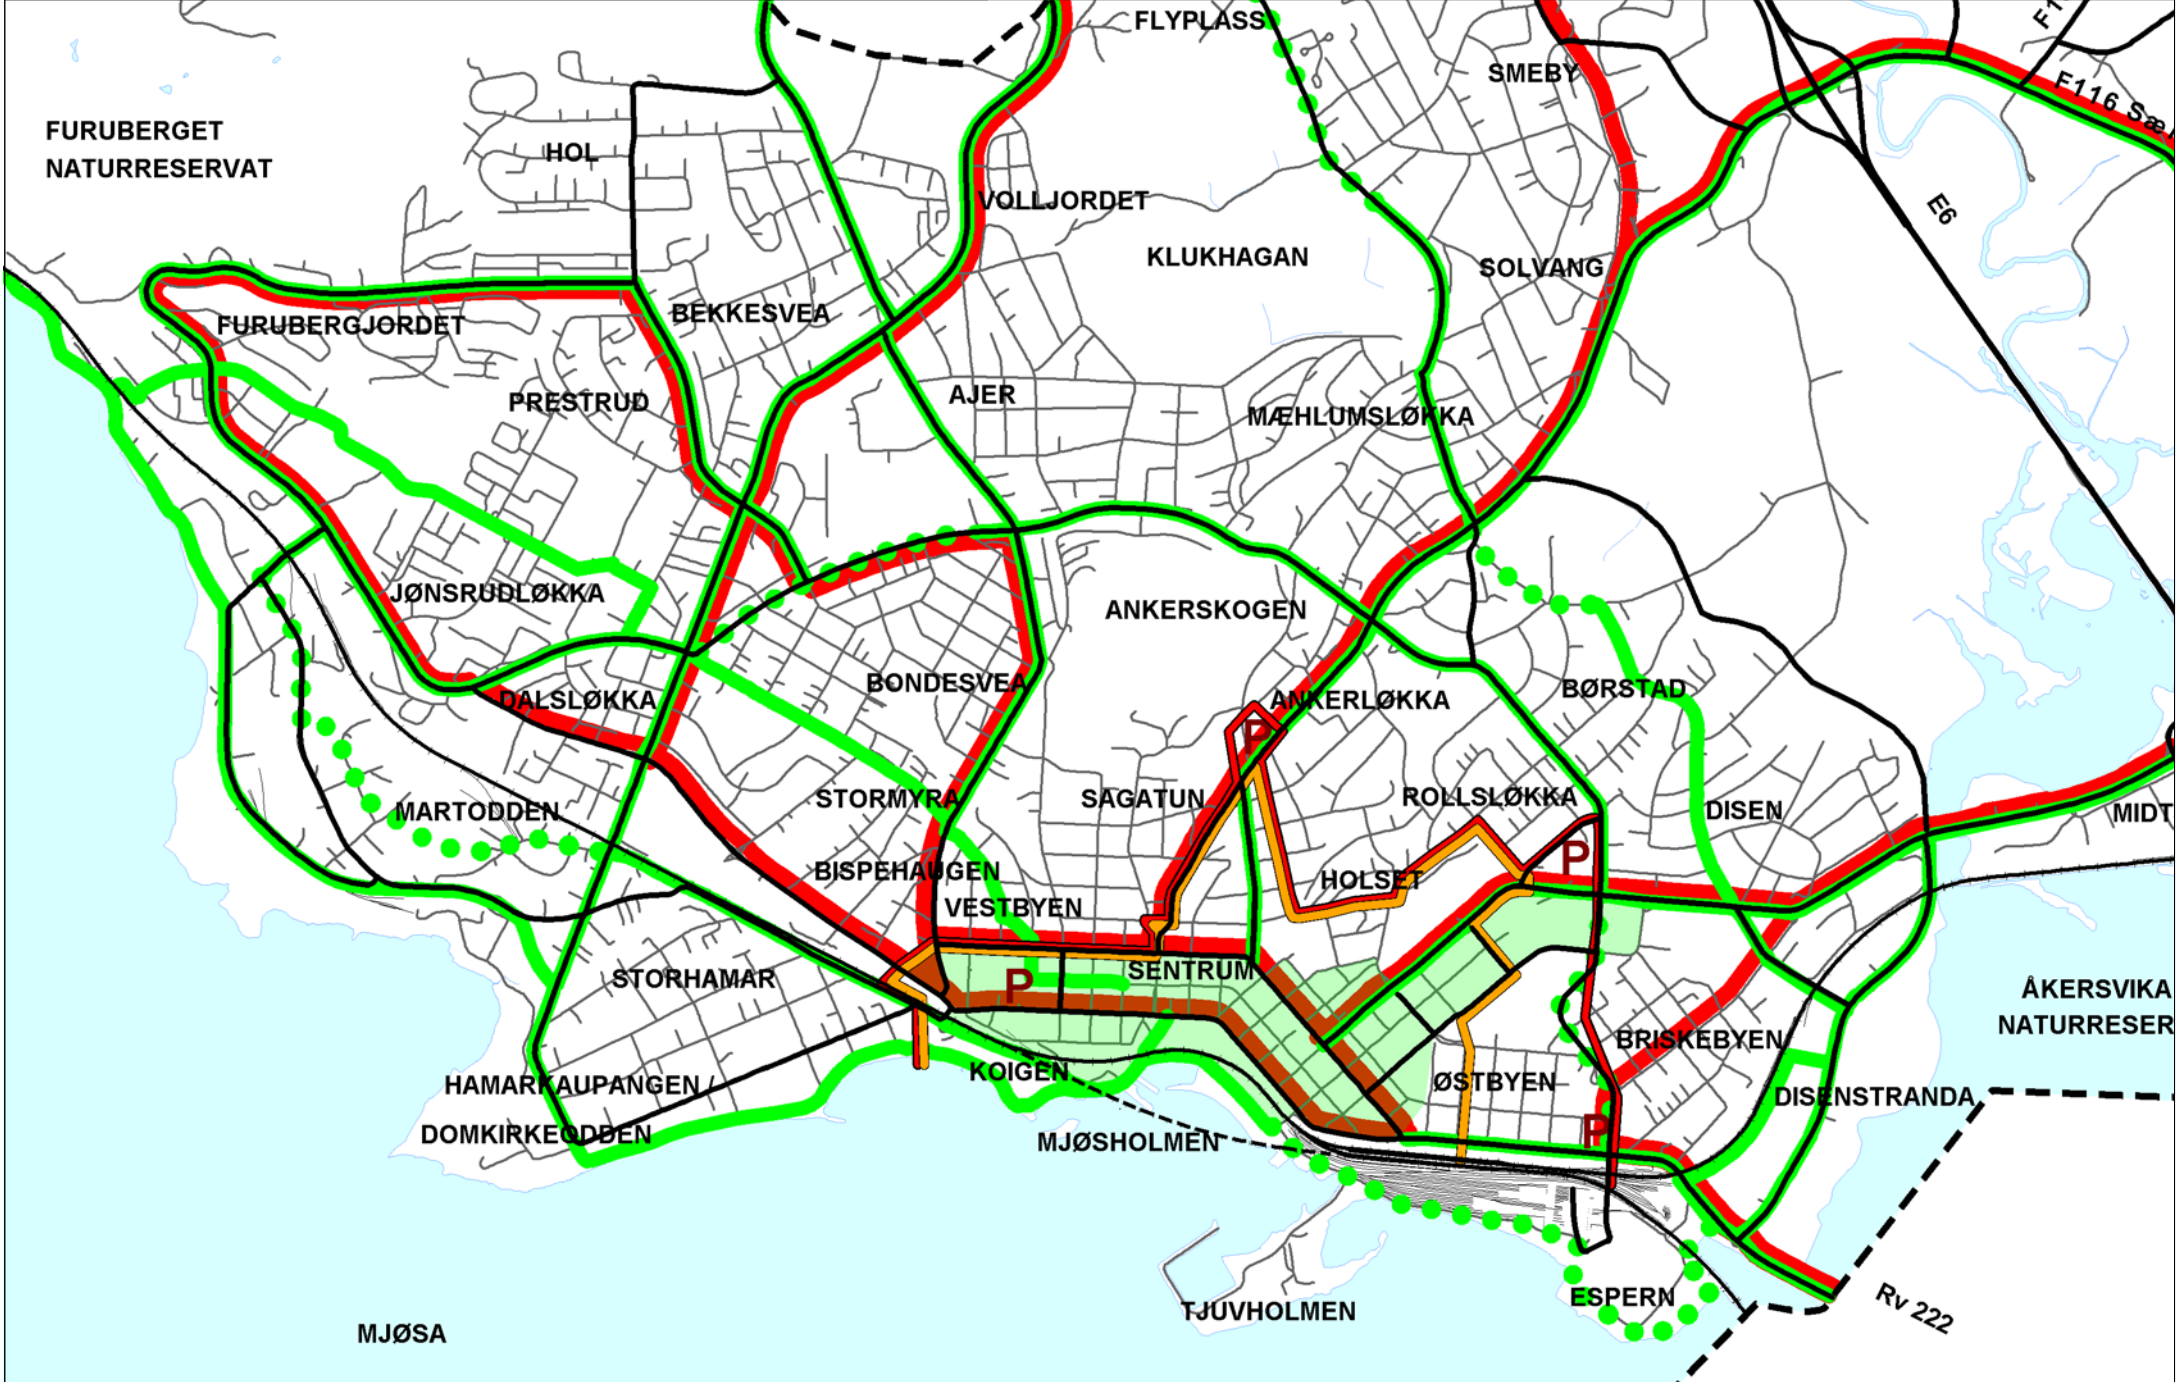 FLYPLASS
F1
SMEBY
F116 Sæ
FURUBERGET
NATURRESERVAT
HOL
VOLLJORDET
E6
KLUKHAGAN
SOLVANG
BEKKESVEA
FURUBERGJORDET
AJER
PRESTRUD
MÆHLUMSLØKKA
JØNSRUDLØKKA
ANKERSKOGEN
BONDESVEA
BØRSTAD
DALSLØKKA
ANKERLØKKA
P
STORMYRA
SAGATUN
ROLLSLØKKA
MARTODDEN
DISEN
MIDT
P
BISPEHAUGEN
HOLSET
VESTBYEN
SENTRUM
STORHAMAR
P
ÅKERSVIKA
NATURRESER
BRISKEBYEN
KOIGEN
ØSTBYEN
HAMARKAUPANGEN /
DOMKIRKEODDEN
DISENSTRANDA
P
MJØSHOLMEN
ESPERN
Rv 222
TJUVHOLMEN
MJØSA